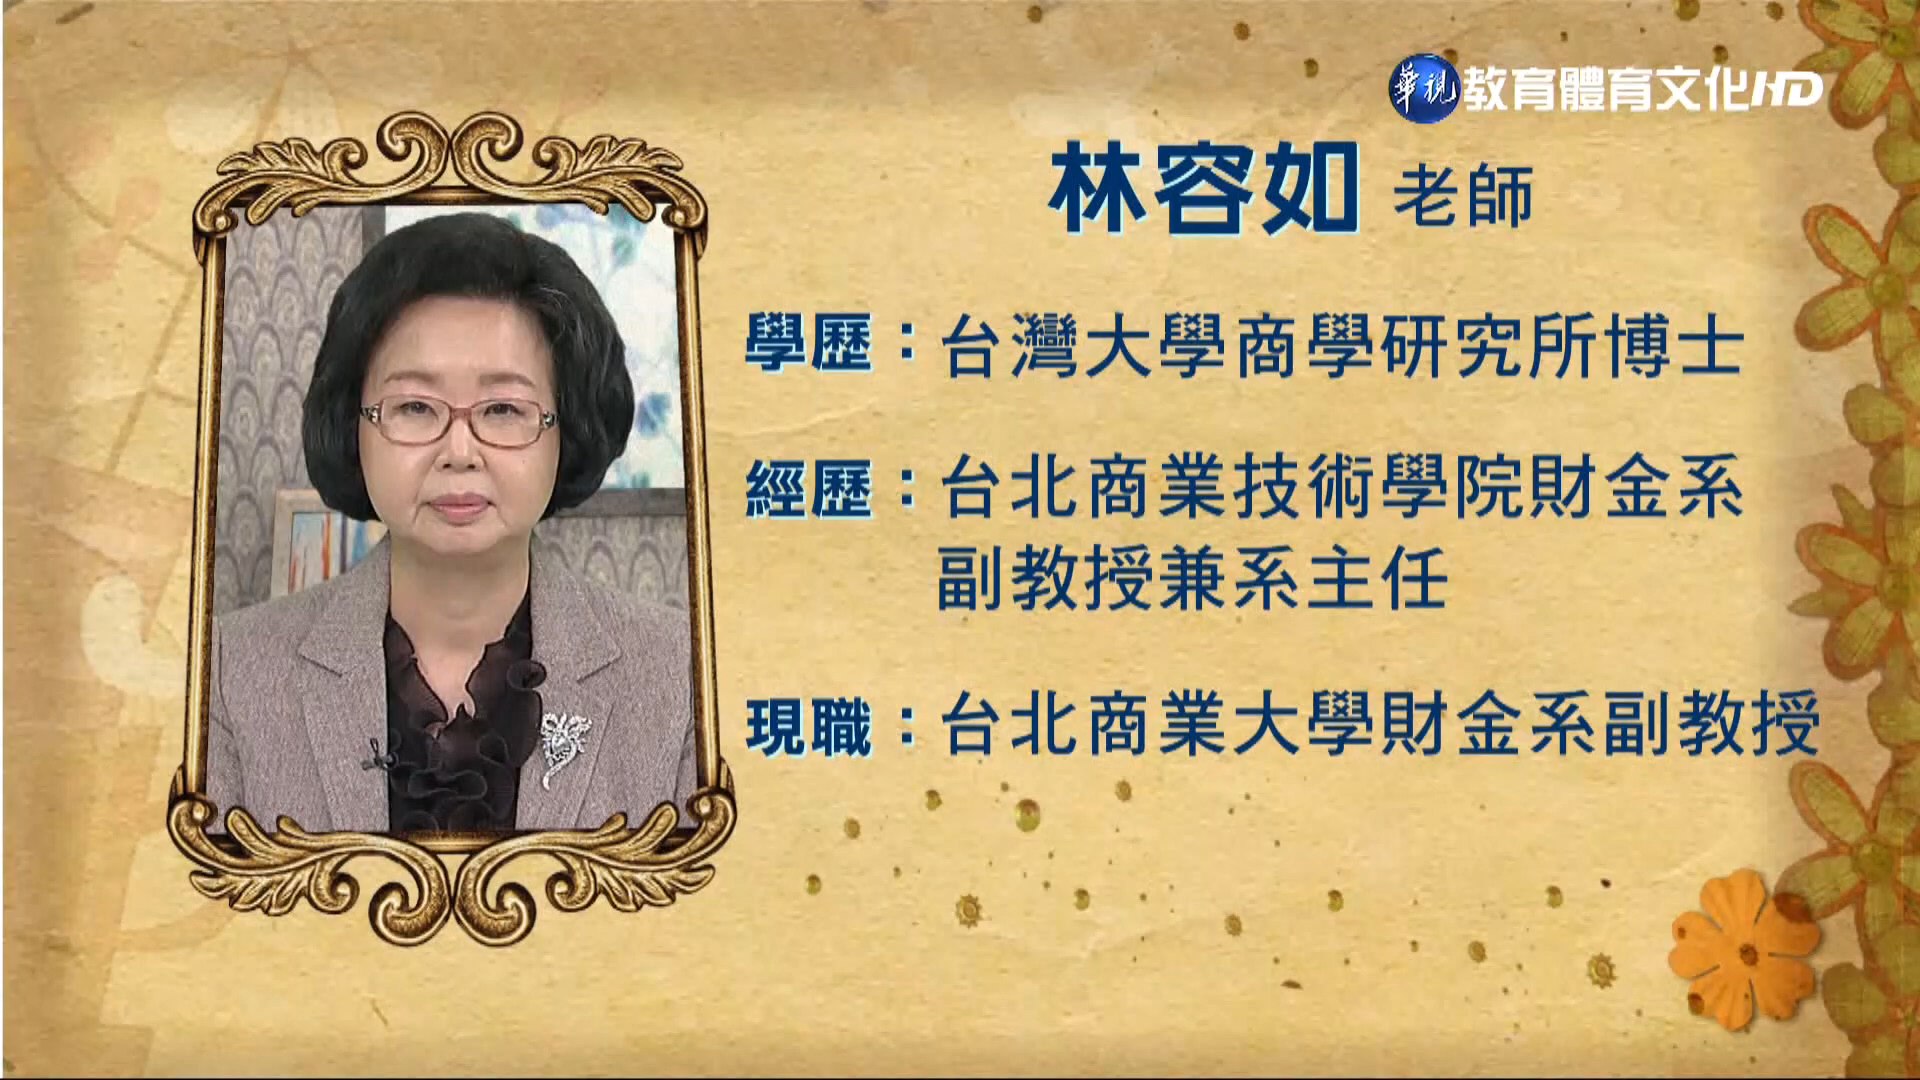 華視 教育體育文化HD
林容如 老師
學歷：台灣大學商學研究所博士
經歷：台北商業技術學院財金系
副教授兼系主任
現職：台北商業大學財金系副教授